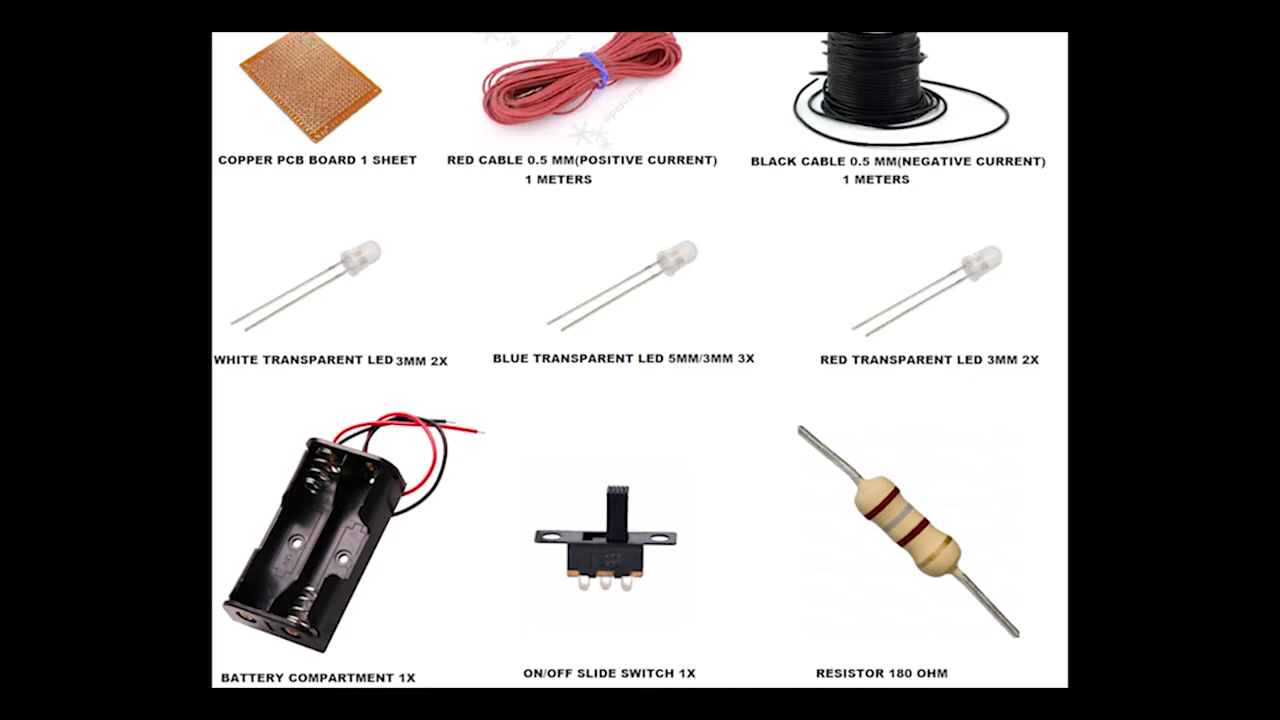 COPPER PCB BOARD 1 SHEET
RED CABLE 0.5 MM(POSITIVE CURRENT)
1 METERS
BLACK CABLE 0.5 MM(NEGATIVE CURRENT)
1 METERS
WHITE TRANSPARENT LED 3MM 2X
BLUE TRANSPARENT LED 5MM/3MM 3X
RED TRANSPARENT LED 3MM 2X
BATTERY COMPARTMENT 1X
ON/OFF SLIDE SWITCH 1X
RESISTOR 180 OHM